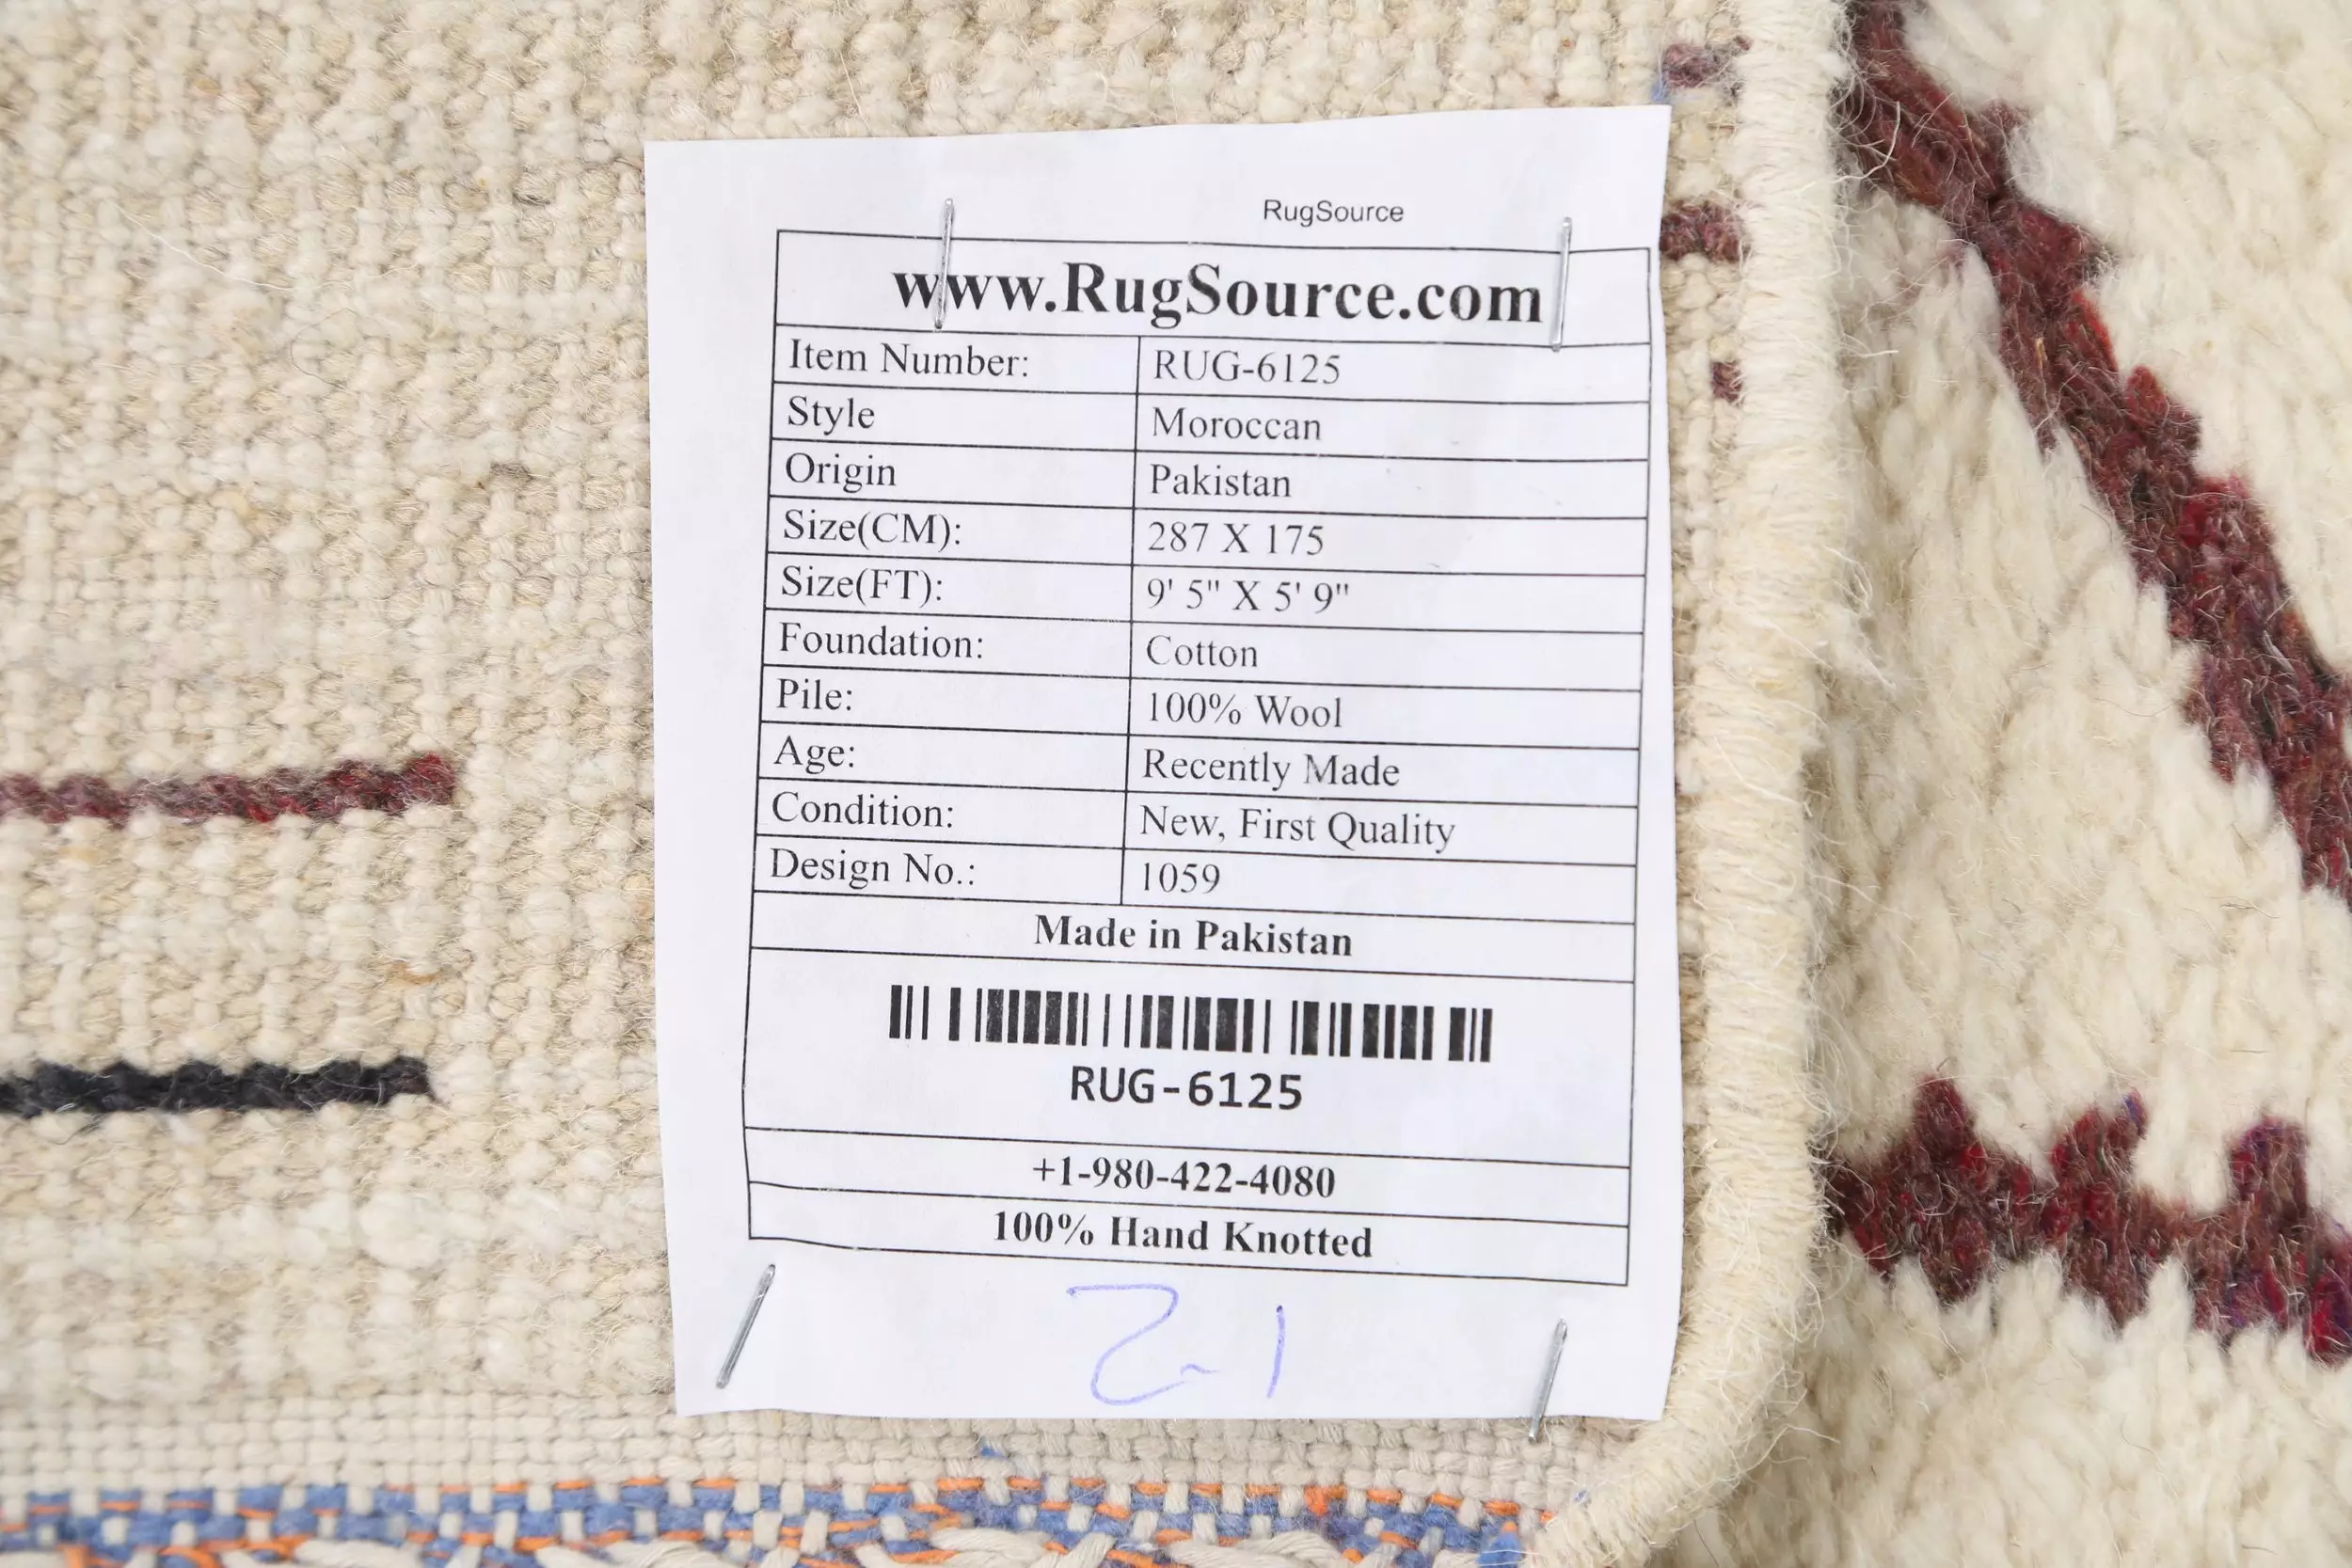 RugSource
www.RugSource.com
Item Number: RUG-6125
Style Moroccan
Origin Pakistan
Size(CM): 287 X 175
Size(FT): 9' 5" X 5' 9"
Foundation: Cotton
Pile: 100% Wool
Age: Recently Made
Condition: New, First Quality
Design No.: 1059
Made in Pakistan
RUG-6125
+1-980-422-4080
100% Hand Knotted
2-1